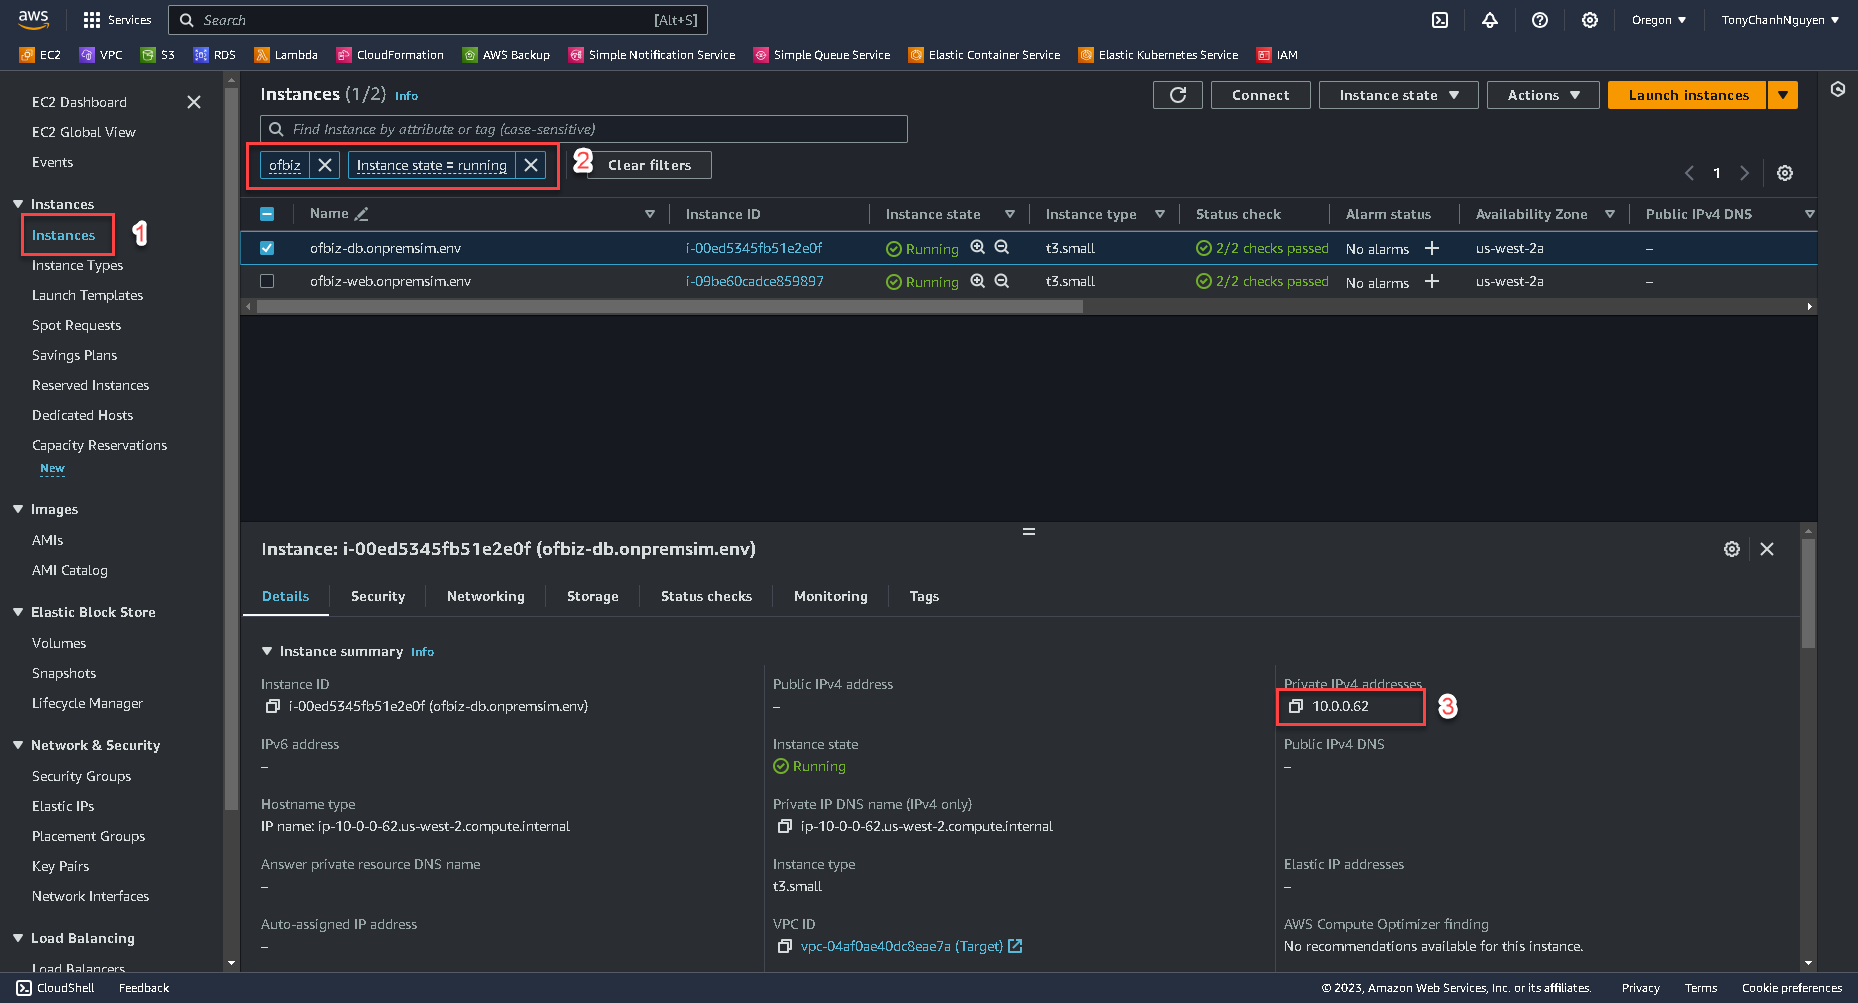 aws
Services
Search
[Alt+S]
Oregon
TonyChanhNguyen
EC2
VPC
S3
RDS
Lambda
CloudFormation
AWS Backup
Simple Notification Service
Simple Queue Service
Elastic Container Service
Elastic Kubernetes Service
IAM
EC2 Dashboard
EC2 Global View
Events
Instances
Instances
1
Instance Types
Launch Templates
Spot Requests
Savings Plans
Reserved Instances
Dedicated Hosts
Capacity Reservations
New
Images
AMIs
AMI Catalog
Elastic Block Store
Volumes
Snapshots
Lifecycle Manager
Network & Security
Security Groups
Elastic IPs
Placement Groups
Key Pairs
Network Interfaces
Load Balancing
Load Balancers
Instances (1/2) Info
Connect
Instance state
Actions
Launch instances
Find Instance by attribute or tag (case-sensitive)
ofbiz
Instance state = running
2
Clear filters
1
Name
Instance ID
Instance state
Instance type
Status check
Alarm status
Availability Zone
Public IPv4 DNS
ofbiz-db.onpremsim.env
i-00ed5345fb51e2e0f
Running
t3.small
2/2 checks passed
No alarms
us-west-2a
–
ofbiz-web.onpremsim.env
i-09be60cadce859897
Running
t3.small
2/2 checks passed
No alarms
us-west-2a
–
Instance: i-00ed5345fb51e2e0f (ofbiz-db.onpremsim.env)
Details
Security
Networking
Storage
Status checks
Monitoring
Tags
Instance summary Info
Instance ID
i-00ed5345fb51e2e0f (ofbiz-db.onpremsim.env)
Public IPv4 address
–
Private IPv4 addresses
10.0.0.62
3
IPv6 address
–
Instance state
Running
Public IPv4 DNS
–
Hostname type
IP name: ip-10-0-0-62.us-west-2.compute.internal
Private IP DNS name (IPv4 only)
ip-10-0-0-62.us-west-2.compute.internal
Answer private resource DNS name
–
Instance type
t3.small
Elastic IP addresses
–
Auto-assigned IP address
–
VPC ID
vpc-04af0ae40dc8eae7a (Target)
AWS Compute Optimizer finding
No recommendations available for this instance.
CloudShell
Feedback
© 2023, Amazon Web Services, Inc. or its affiliates.
Privacy
Terms
Cookie preferences